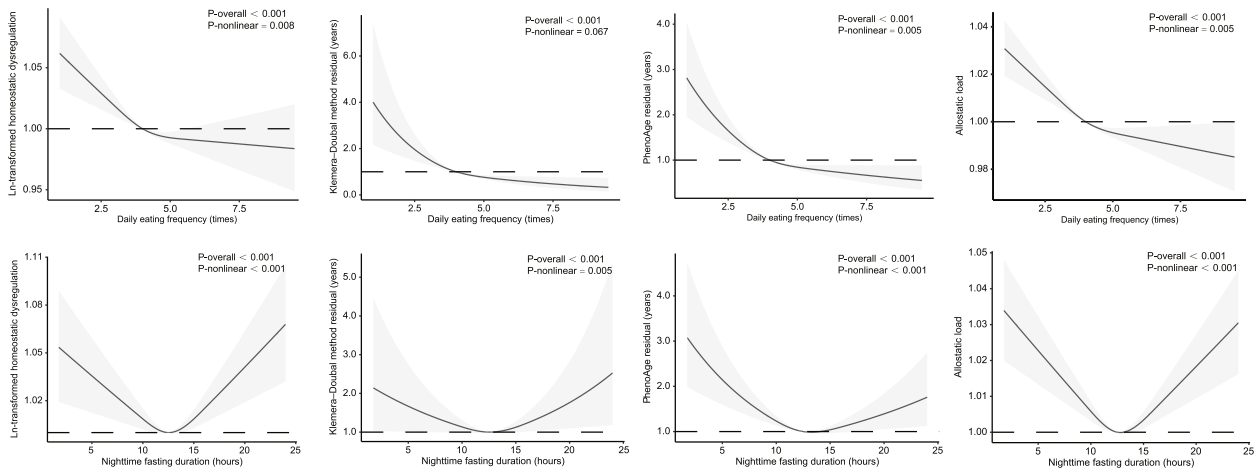 Ln-transformed homeostatic dysregulation
1.05
1.00
0.95
P-overall < 0.001
P-nonlinear = 0.008
2.5 5.0 7.5
Daily eating frequency (times)
Klemera–Doubal method residual (years)
6.0
4.0
2.0
1.0
0.0
P-overall < 0.001
P-nonlinear = 0.067
2.5 5.0 7.5
Daily eating frequency (times)
PhenoAge residual (years)
4.0
3.0
2.0
1.0
P-overall < 0.001
P-nonlinear = 0.005
2.5 5.0 7.5
Daily eating frequency (times)
Allostatic load
1.04
1.02
1.00
0.98
P-overall < 0.001
P-nonlinear = 0.005
2.5 5.0 7.5
Daily eating frequency (times)
Ln-transformed homeostatic dysregulation
1.11
1.08
1.05
1.02
P-overall < 0.001
P-nonlinear < 0.001
5 10 15 20 25
Nighttime fasting duration (hours)
Klemera–Doubal method residual (years)
5.0
4.0
3.0
2.0
1.0
P-overall < 0.001
P-nonlinear = 0.005
5 10 15 20 25
Nighttime fasting duration (hours)
PhenoAge residual (years)
4.0
3.0
2.0
1.0
P-overall < 0.001
P-nonlinear < 0.001
5 10 15 20 25
Nighttime fasting duration (hours)
Allostatic load
1.05
1.04
1.03
1.02
1.01
1.00
P-overall < 0.001
P-nonlinear < 0.001
5 10 15 20 25
Nighttime fasting duration (hours)